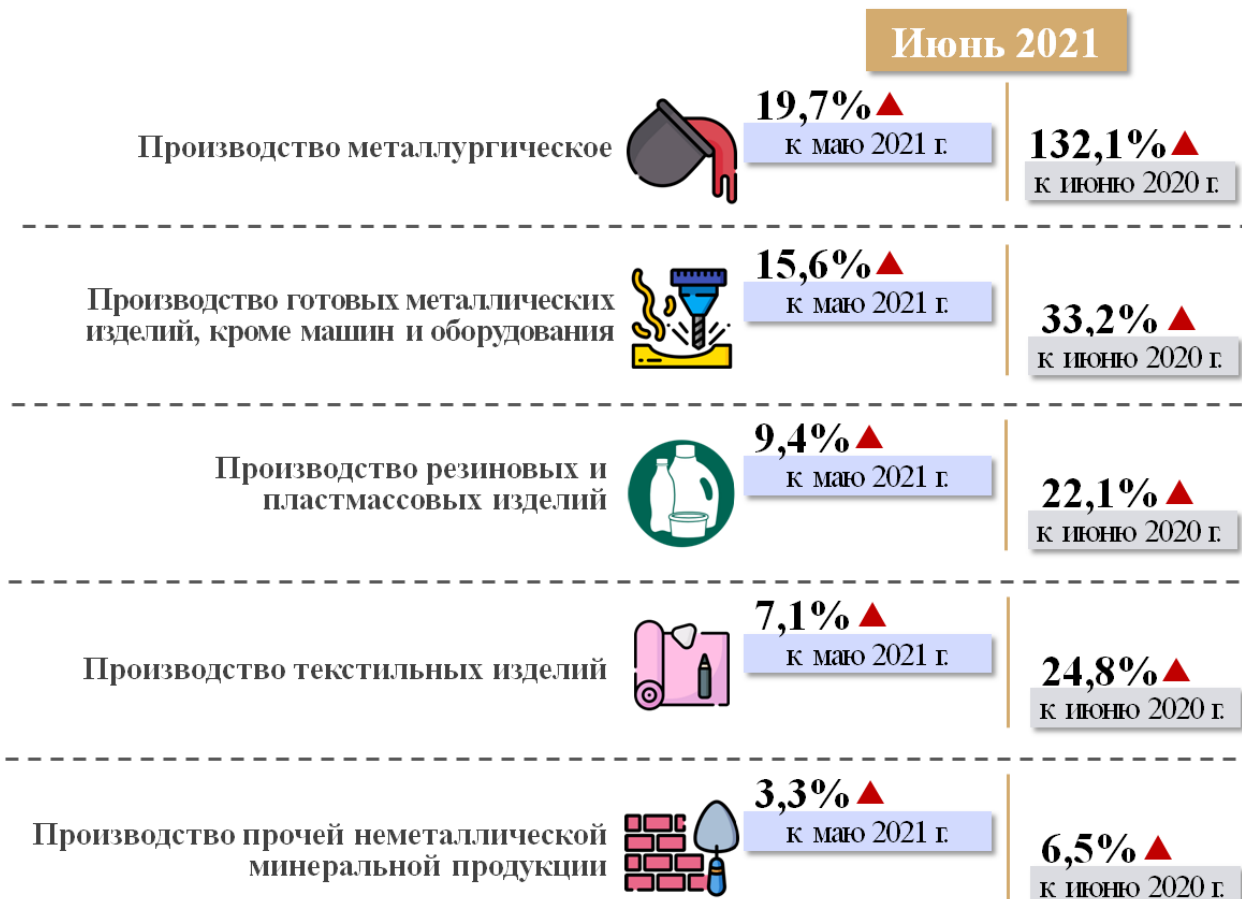 Июнь 2021
Производство металлургическое
19,7%
к маю 2021 г.
132,1%
к июню 2020 г.
Производство готовых металлических
изделий, кроме машин и оборудования
15,6%
к маю 2021 г.
33,2%
к июню 2020 г.
Производство резиновых и
пластмассовых изделий
9,4%
к маю 2021 г.
22,1%
к июню 2020 г.
Производство текстильных изделий
7,1%
к маю 2021 г.
24,8%
к июню 2020 г.
Производство прочей неметаллической
минеральной продукции
3,3%
к маю 2021 г.
6,5%
к июню 2020 г.